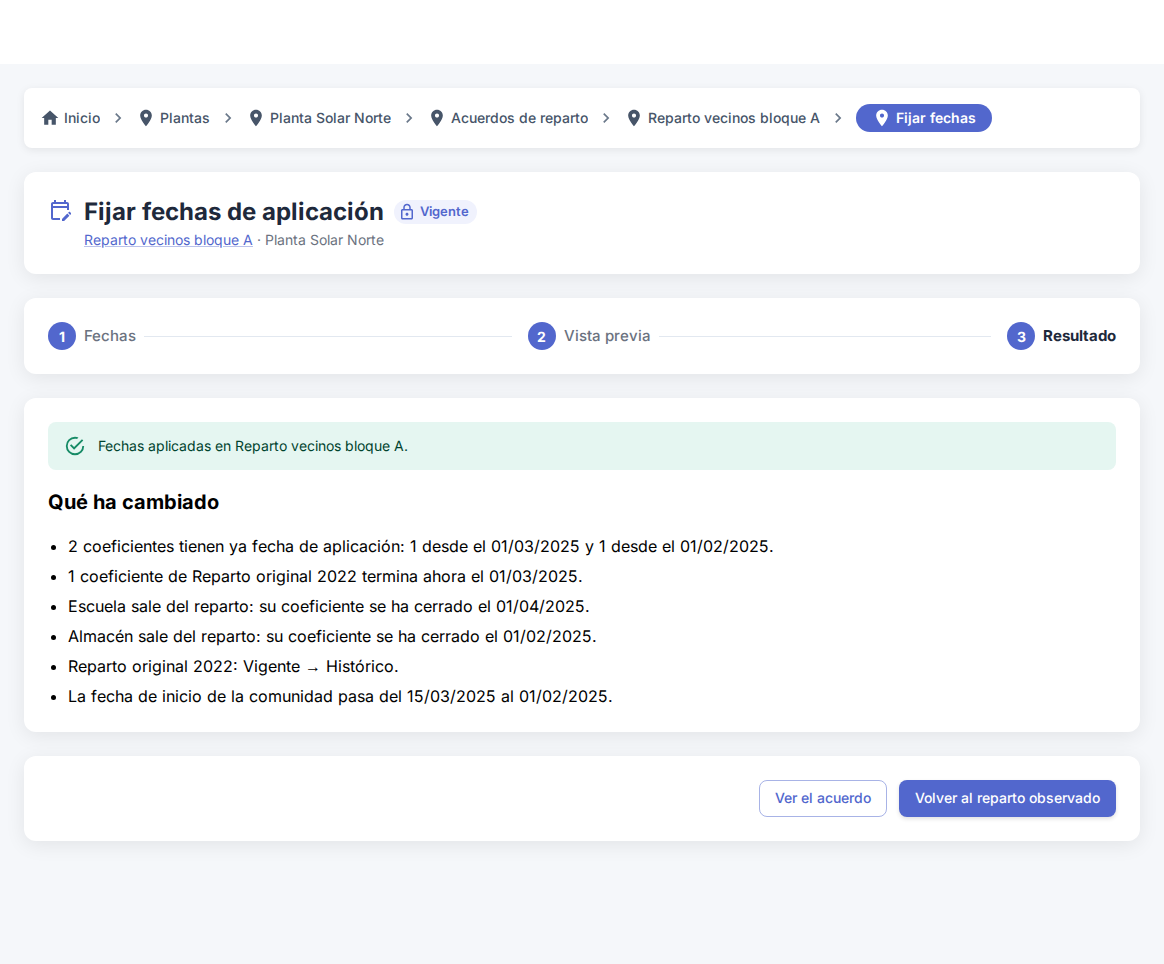 Inicio > Plantas > Planta Solar Norte > Acuerdos de reparto > Reparto vecinos bloque A > Fijar fechas
Fijar fechas de aplicación Vigente
Reparto vecinos bloque A · Planta Solar Norte
1 Fechas 2 Vista previa 3 Resultado
Fechas aplicadas en Reparto vecinos bloque A.
Qué ha cambiado
• 2 coeficientes tienen ya fecha de aplicación: 1 desde el 01/03/2025 y 1 desde el 01/02/2025.
• 1 coeficiente de Reparto original 2022 termina ahora el 01/03/2025.
• Escuela sale del reparto: su coeficiente se ha cerrado el 01/04/2025.
• Almacén sale del reparto: su coeficiente se ha cerrado el 01/02/2025.
• Reparto original 2022: Vigente → Histórico.
• La fecha de inicio de la comunidad pasa del 15/03/2025 al 01/02/2025.
Ver el acuerdo Volver al reparto observado